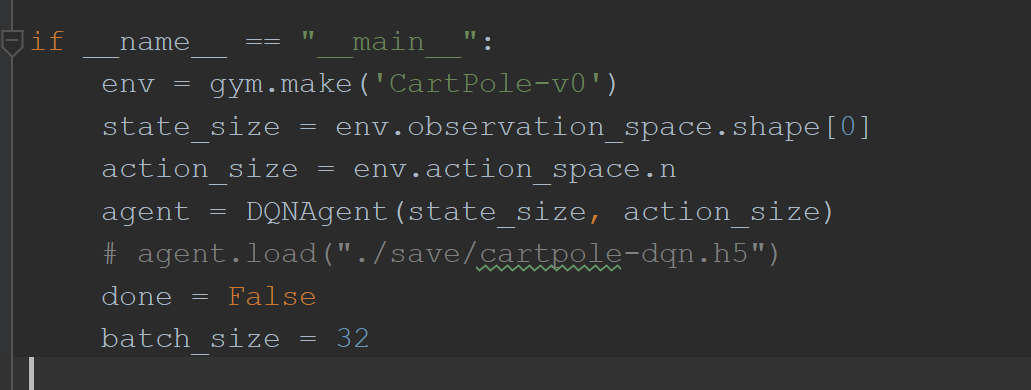 if __name__ == "__main__":
    env = gym.make('CartPole-v0')
    state_size = env.observation_space.shape[0]
    action_size = env.action_space.n
    agent = DQNAgent(state_size, action_size)
    # agent.load("./save/cartpole-dqn.h5")
    done = False
    batch_size = 32